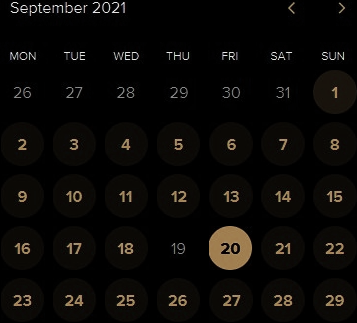 September 2021
MON TUE WED THU FRI SAT SUN
26 27 28 29 30 31 1
2 3 4 5 6 7 8
9 10 11 12 13 14 15
16 17 18 19 20 21 22
23 24 25 26 27 28 29